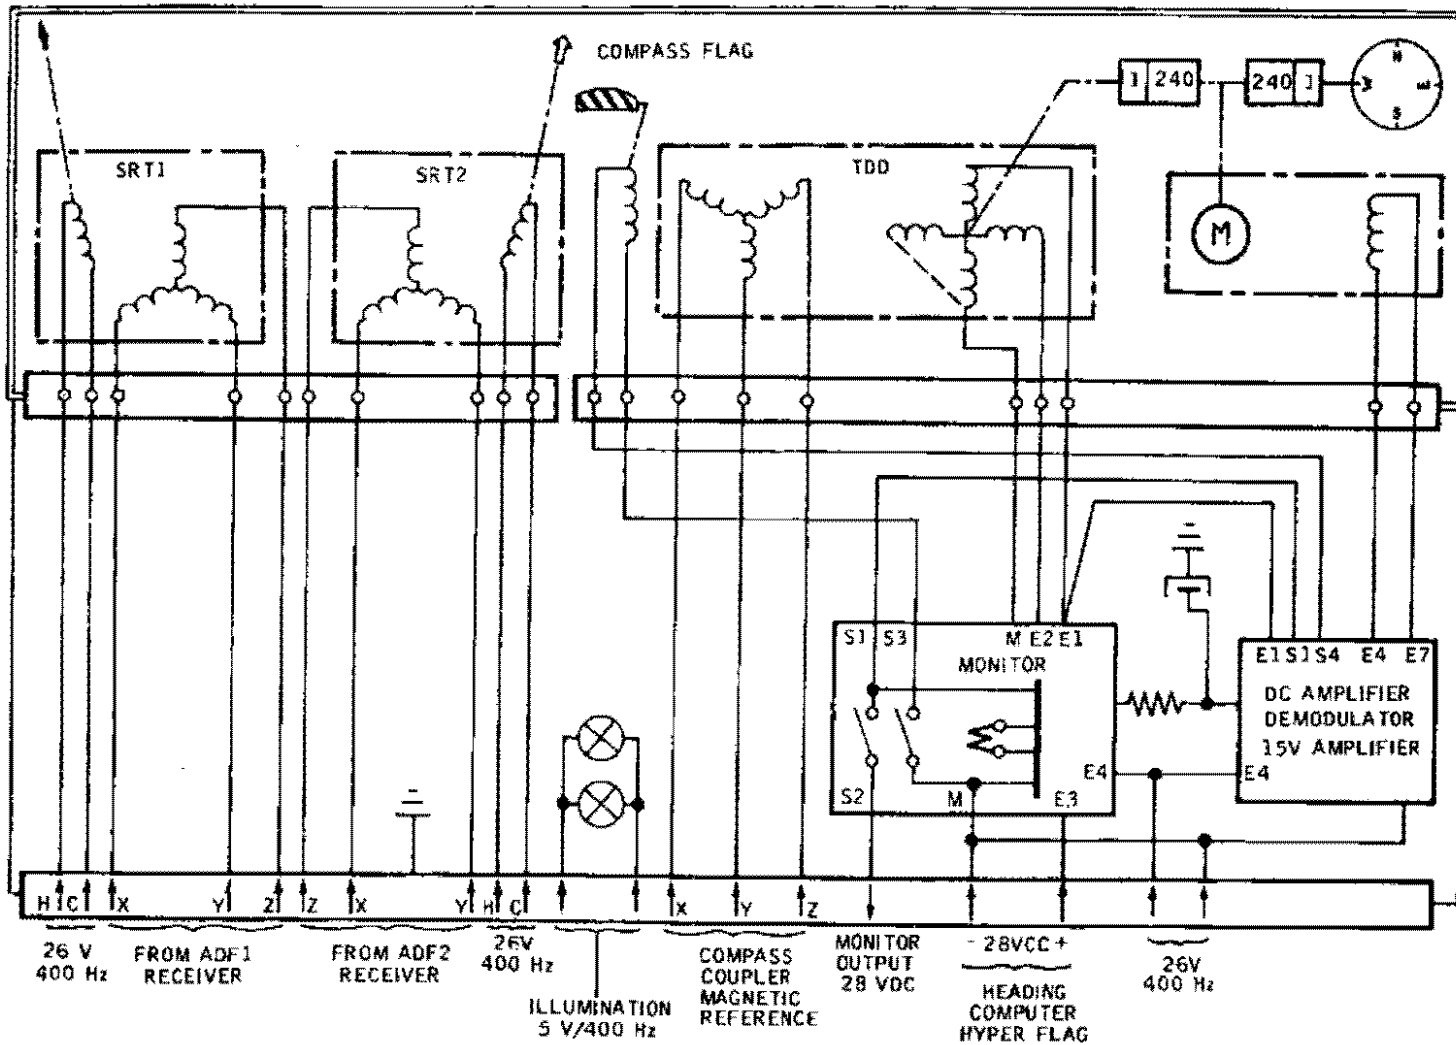 COMPASS FLAG
1 240
240 1
N
W
E
S
SRT1
SRT2
TDD
M
S1 S3
M E2 E1
MONITOR
E1 S1 S4 E4 E7
DC AMPLIFIER
DEMODULATOR
15V AMPLIFIER
E4
E4
S2
M
E3
H C X Y Z Z X Y H C
X Y Z
26 V
400 Hz
FROM ADF1
RECEIVER
FROM ADF2
RECEIVER
26V
400 Hz
ILLUMINATION
5 V/400 Hz
COMPASS
COUPLER
MAGNETIC
REFERENCE
MONITOR
OUTPUT
28 VDC
- 28VCC +
HEADING
COMPUTER
HYPER FLAG
26V
400 Hz